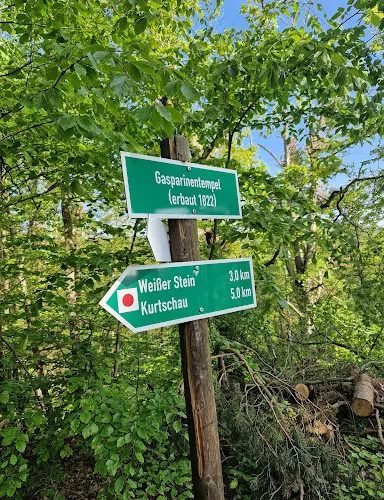 Gasparinentempel
(erbaut 1822)
Weißer Stein 3,0 km
Kurtschau 5,0 km